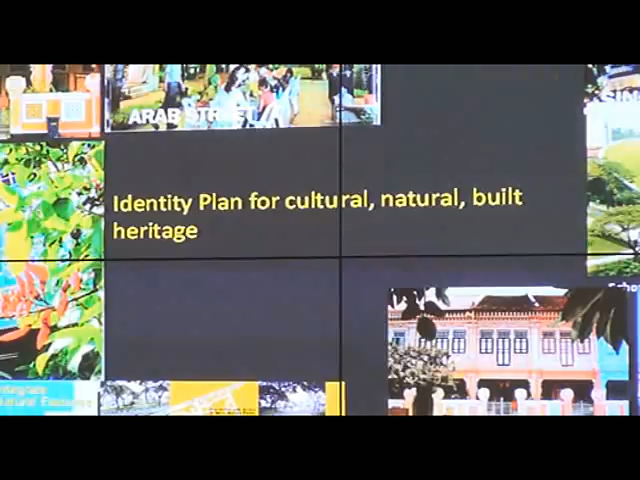 ARAB STREET
Identity Plan for cultural, natural, built
heritage